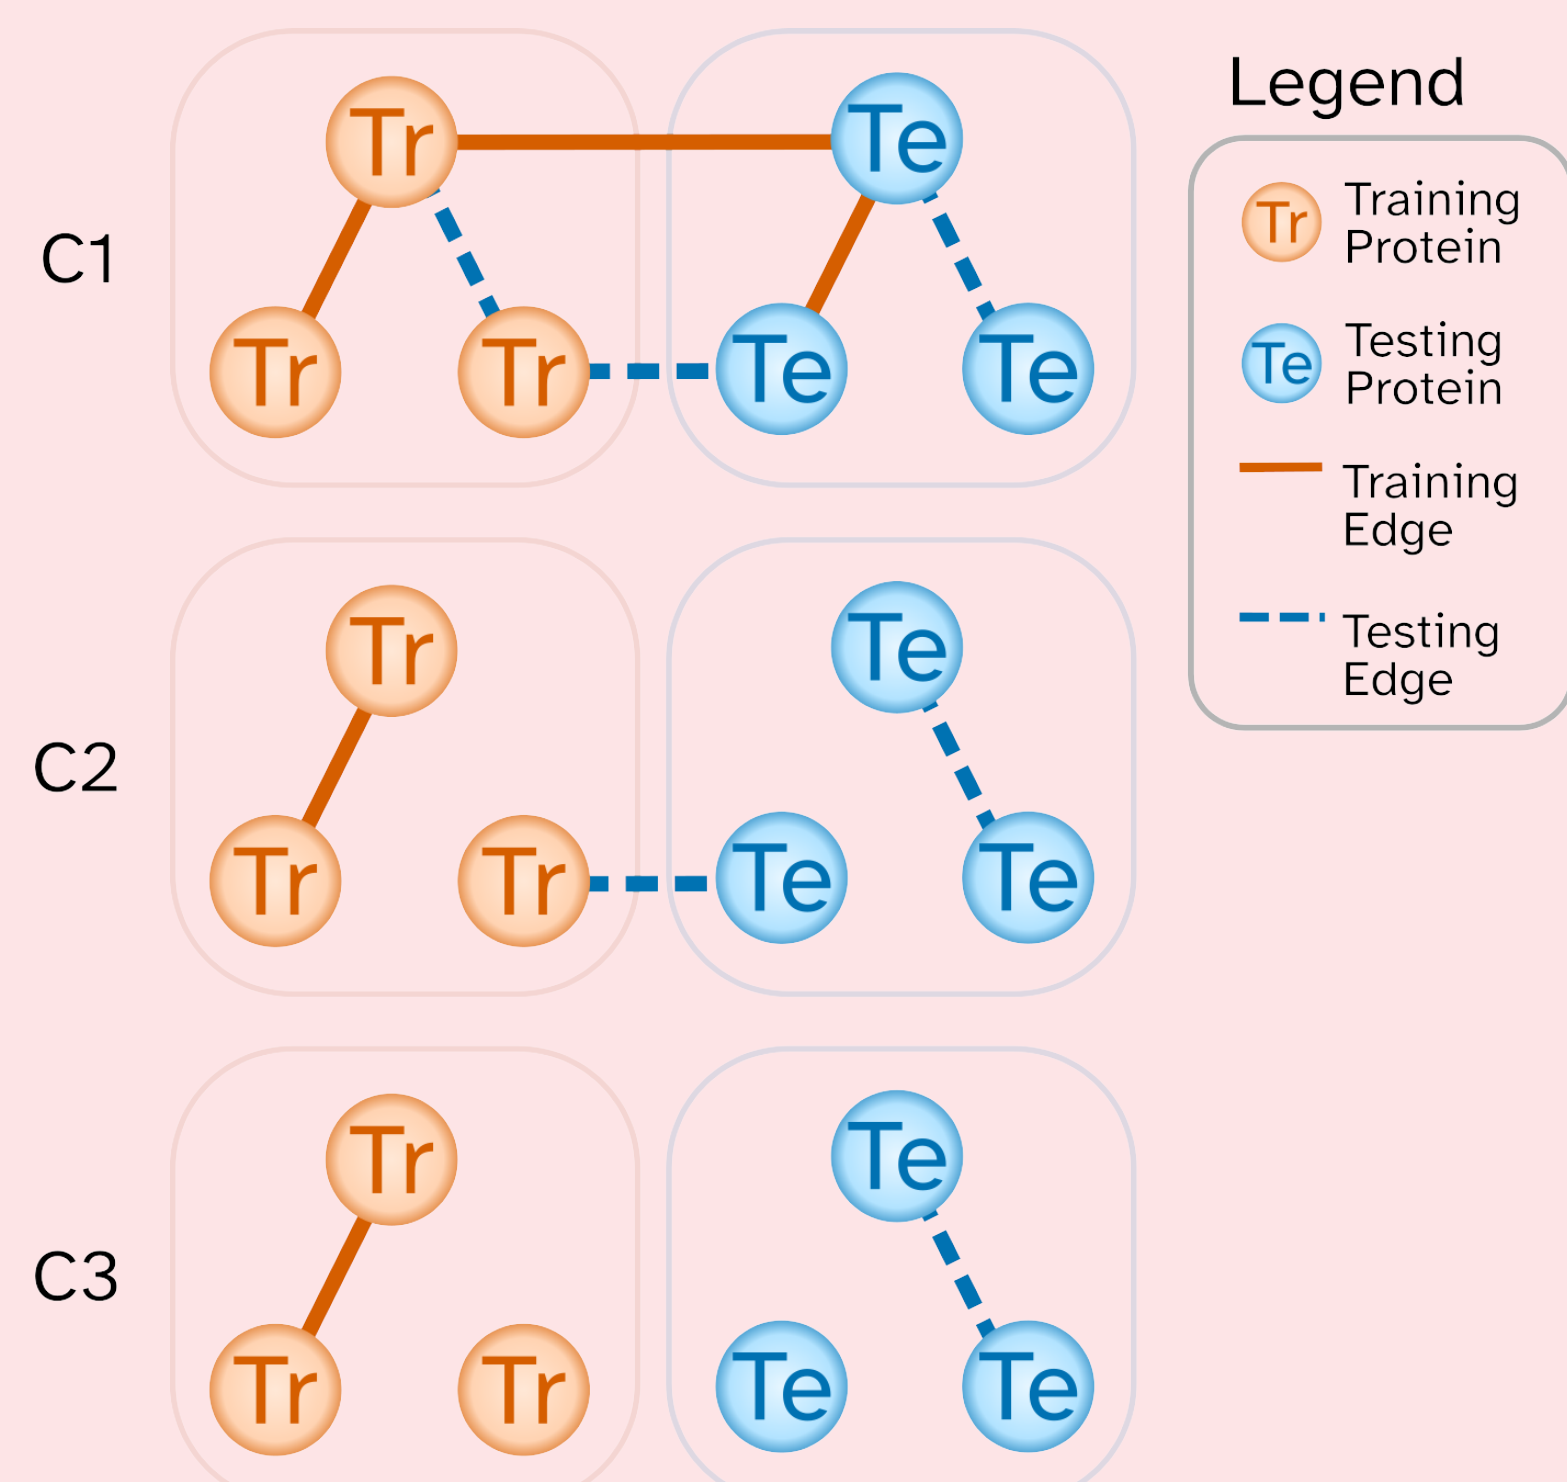 Tr Te
C1
Tr Tr Te Te
Legend
Tr Training
Protein
Te Testing
Protein
Training
Edge
Testing
Edge
Tr Te
C2
Tr Tr Te Te
Tr Te
C3
Tr Tr Te Te